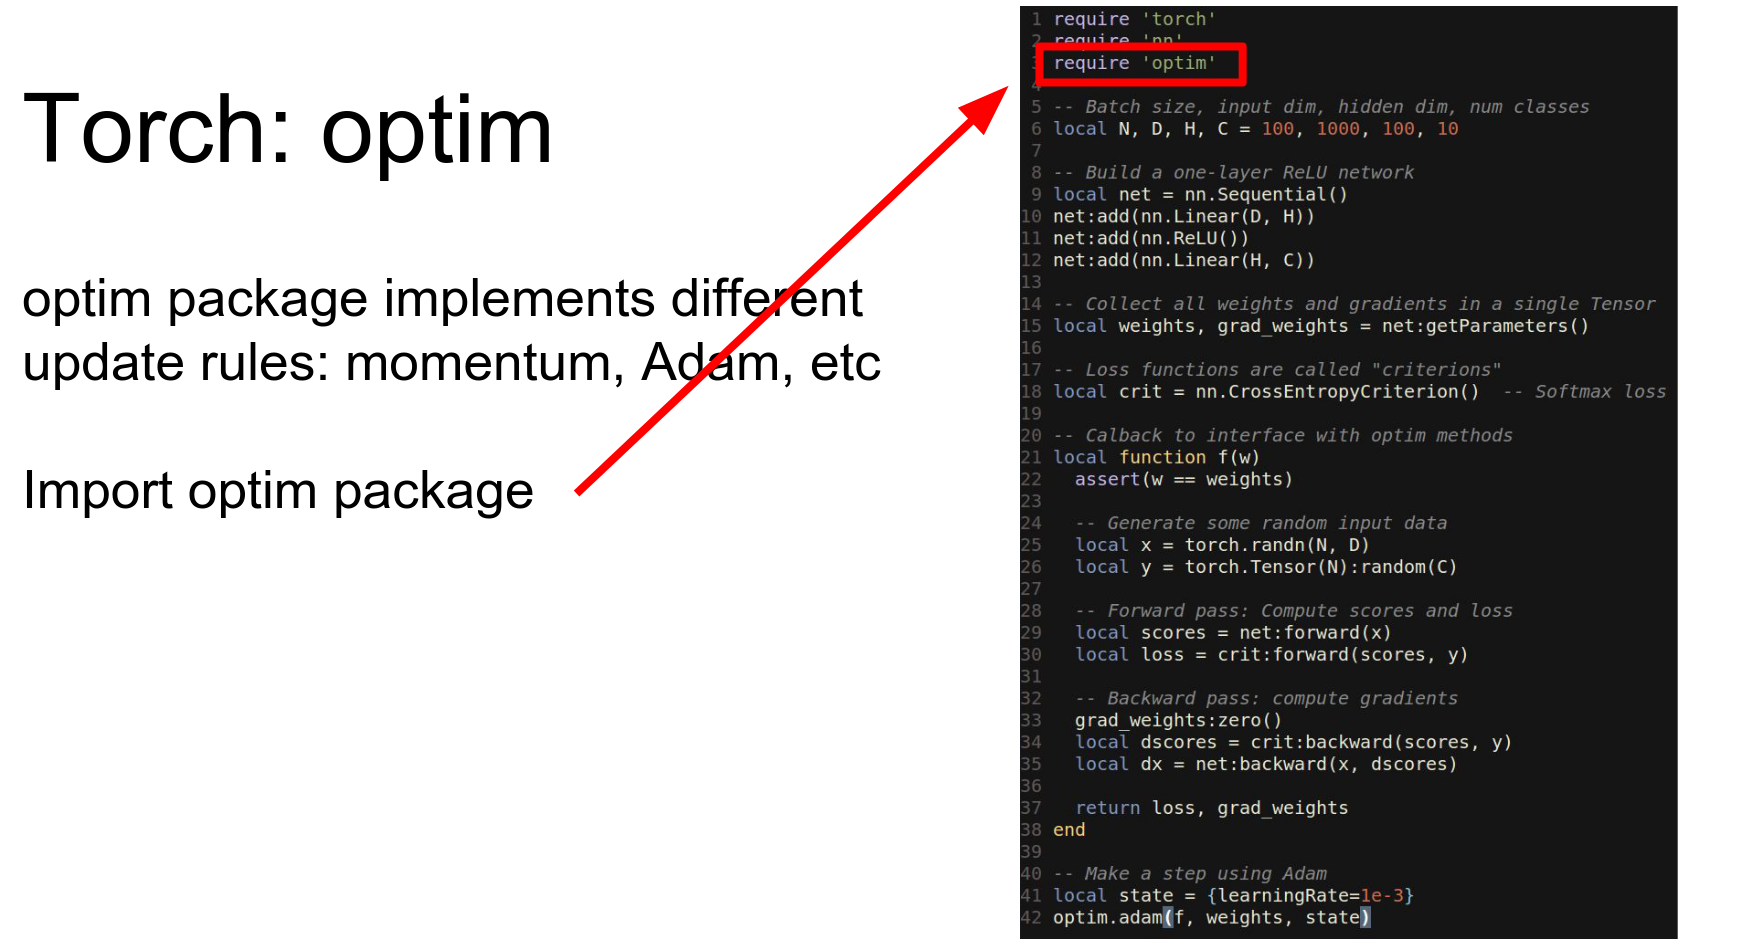 Torch: optim
optim package implements different
update rules: momentum, Adam, etc
Import optim package
1 require 'torch'
2 require 'nn'
3 require 'optim'
4
5 -- Batch size, input dim, hidden dim, num classes
6 local N, D, H, C = 100, 1000, 100, 10
7
8 -- Build a one-layer ReLU network
9 local net = nn.Sequential()
10 net:add(nn.Linear(D, H))
11 net:add(nn.ReLU())
12 net:add(nn.Linear(H, C))
13
14 -- Collect all weights and gradients in a single Tensor
15 local weights, grad_weights = net:getParameters()
16
17 -- Loss functions are called "criterions"
18 local crit = nn.CrossEntropyCriterion()  -- Softmax loss
19
20 -- Calback to interface with optim methods
21 local function f(w)
22   assert(w == weights)
23
24   -- Generate some random input data
25   local x = torch.randn(N, D)
26   local y = torch.Tensor(N):random(C)
27
28   -- Forward pass: Compute scores and loss
29   local scores = net:forward(x)
30   local loss = crit:forward(scores, y)
31
32   -- Backward pass: compute gradients
33   grad_weights:zero()
34   local dscores = crit:backward(scores, y)
35   local dx = net:backward(x, dscores)
36
37   return loss, grad_weights
38 end
39
40 -- Make a step using Adam
41 local state = {learningRate=1e-3}
42 optim.adam(f, weights, state)